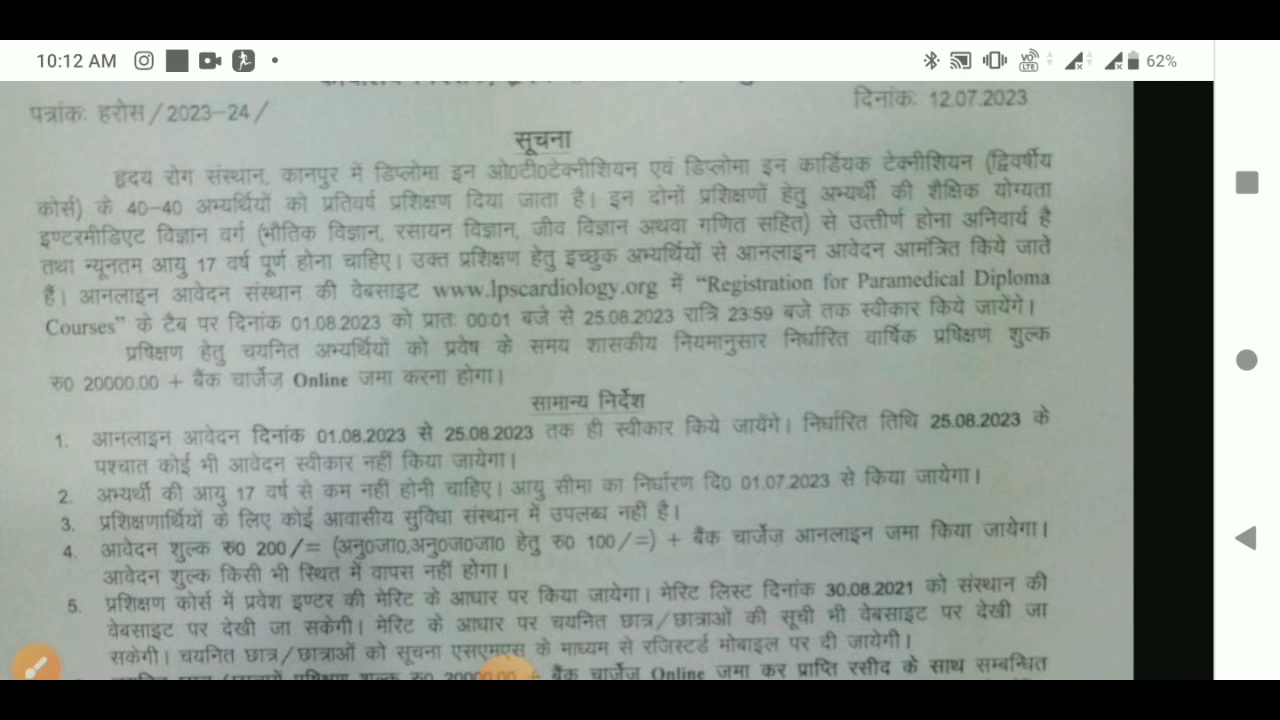 10:12 AM
VO LTE 62%
पत्रांकः हरोस / 2023-24 /
दिनांकः 12.07.2023
सूचना
हृदय रोग संस्थान, कानपुर में डिप्लोमा इन ओ0टी0टेक्नीशियन एवं डिप्लोमा इन कार्डियक टेक्नीशियन (द्विवर्षीय
कोर्स) के 40-40 अभ्यर्थियों को प्रतिवर्ष प्रशिक्षण दिया जाता है। इन दोनों प्रशिक्षणों हेतु अभ्यर्थी की शैक्षिक योग्यता
इण्टरमीडिएट विज्ञान वर्ग (भौतिक विज्ञान, रसायन विज्ञान, जीव विज्ञान अथवा गणित सहित) से उत्तीर्ण होना अनिवार्य है
तथा न्यूनतम आयु 17 वर्ष पूर्ण होना चाहिए। उक्त प्रशिक्षण हेतु इच्छुक अभ्यर्थियों से आनलाइन आवेदन आमंत्रित किये जाते
हैं। आनलाइन आवेदन संस्थान की वेबसाइट www.lpscardiology.org में “Registration for Paramedical Diploma
Courses” के टैब पर दिनांक 01.08.2023 को प्रातः 00:01 बजे से 25.08.2023 रात्रि 23:59 बजे तक स्वीकार किये जायेंगे।
प्रषिक्षण हेतु चयनित अभ्यर्थियों को प्रवेष के समय शासकीय नियमानुसार निर्धारित वार्षिक प्रषिक्षण शुल्क
रु0 20000.00 + बैंक चार्जेज़ Online जमा करना होगा।
सामान्य निर्देश
1. आनलाइन आवेदन दिनांक 01.08.2023 से 25.08.2023 तक ही स्वीकार किये जायेंगे। निर्धारित तिथि 25.08.2023 के
पश्चात कोई भी आवेदन स्वीकार नहीं किया जायेगा।
2. अभ्यर्थी की आयु 17 वर्ष से कम नहीं होनी चाहिए। आयु सीमा का निर्धारण दि0 01.07.2023 से किया जायेगा।
3. प्रशिक्षणार्थियों के लिए कोई आवासीय सुविधा संस्थान में उपलब्ध नहीं है।
4. आवेदन शुल्क रु0 200/= (अनु0जा0,अनु0ज0जा0 हेतु रु0 100/=) + बैंक चार्जेज़ आनलाइन जमा किया जायेगा।
आवेदन शुल्क किसी भी स्थित में वापस नहीं होगा।
5. प्रशिक्षण कोर्स में प्रवेश इण्टर की मेरिट के आधार पर किया जायेगा। मेरिट लिस्ट दिनांक 30.08.2021 को संस्थान की
वेबसाइट पर देखी जा सकेगी। मेरिट के आधार पर चयनित छात्र/छात्राओं की सूची भी वेबसाइट पर देखी जा
सकेगी। चयनित छात्र/छात्राओं को सूचना एसएमएस के माध्यम से रजिस्टर्ड मोबाइल पर दी जायेगी।
रु0 20000.00 + बैंक चार्जेज़ Online जमा कर प्राप्ति रसीद के साथ सम्बन्धित